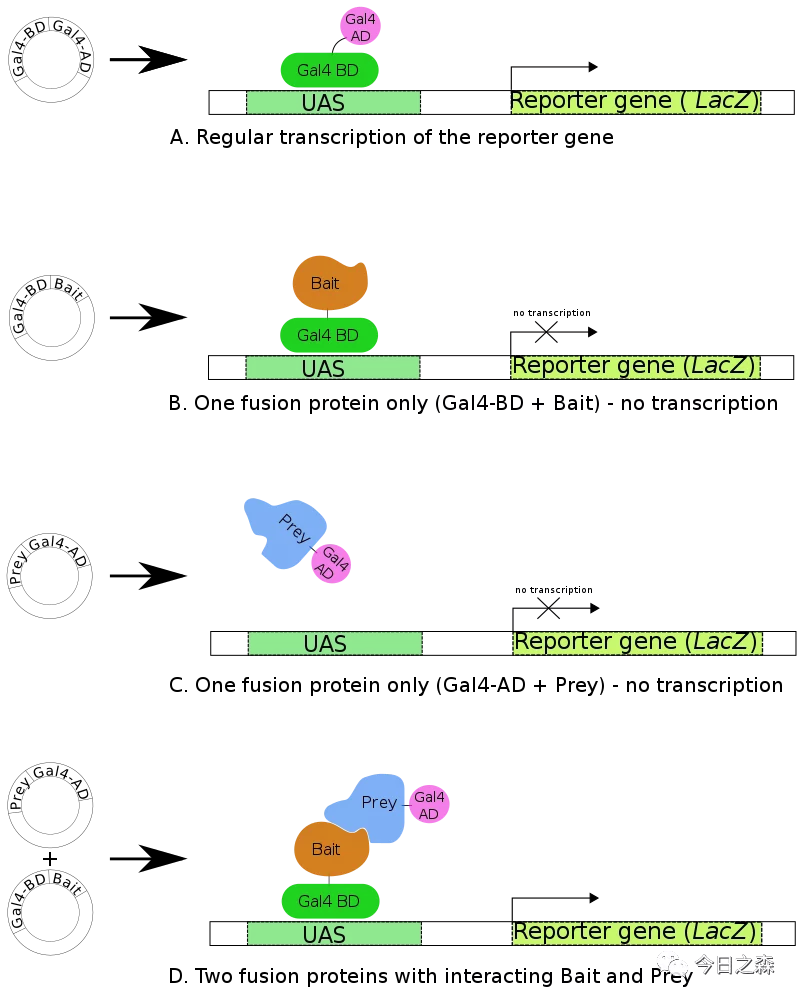 Gal4-BD Gal4-AD
Gal4
AD
Gal4 BD
UAS
Reporter gene ( LacZ)
A. Regular transcription of the reporter gene
Gal4-BD Bait
Bait
Gal4 BD
no transcription
UAS
Reporter gene (LacZ)
B. One fusion protein only (Gal4-BD + Bait) - no transcription
Prey Gal4-AD
Prey
Gal4
AD
no transcription
UAS
Reporter gene (LacZ)
C. One fusion protein only (Gal4-AD + Prey) - no transcription
Prey Gal4-AD
+
Gal4-BD Bait
Prey
Gal4
AD
Bait
Gal4 BD
UAS
Reporter gene (LacZ)
D. Two fusion proteins with interacting Bait and Prey
今日之森